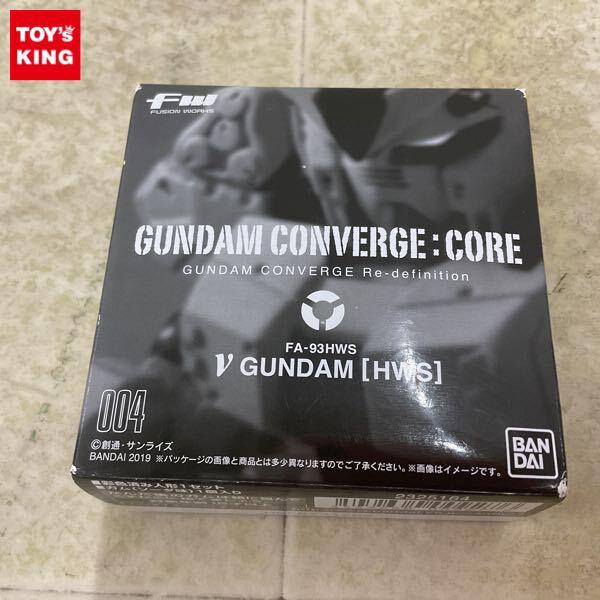 TOY'S
KING
FW
FUSION WORKS
GUNDAM CONVERGE : CORE
GUNDAM CONVERGE Re-definition
FA-93HWS
ν GUNDAM [HWS]
004
©創通・サンライズ
BANDAI 2019 ※パッケージの画像と商品とは多少異なりますのでご了承ください。※画像はイメージです。
BAN
DAI